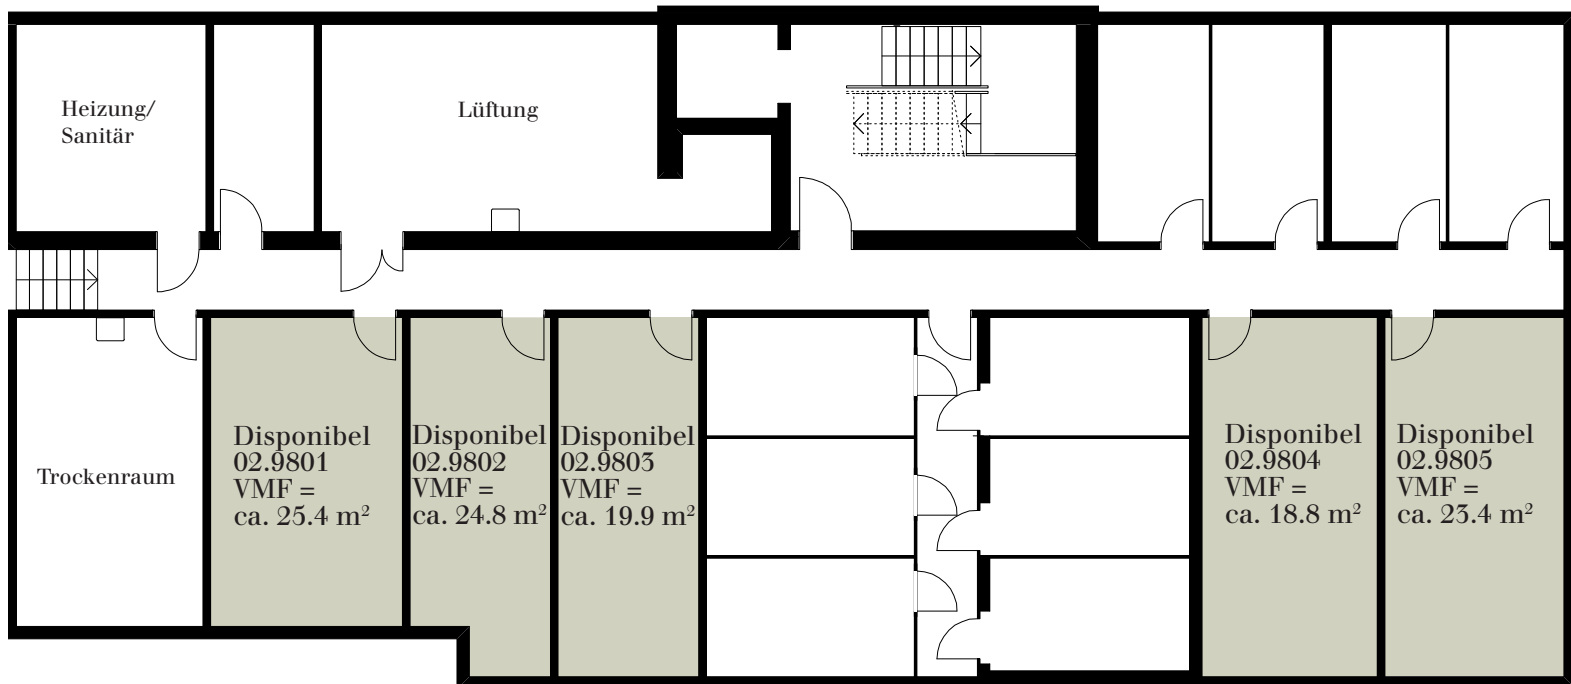 Heizung/
Sanitär
Lüftung
Trockenraum
Disponibel
02.9801
VMF =
ca. 25.4 m²
Disponibel
02.9802
VMF =
ca. 24.8 m²
Disponibel
02.9803
VMF =
ca. 19.9 m²
Disponibel
02.9804
VMF =
ca. 18.8 m²
Disponibel
02.9805
VMF =
ca. 23.4 m²